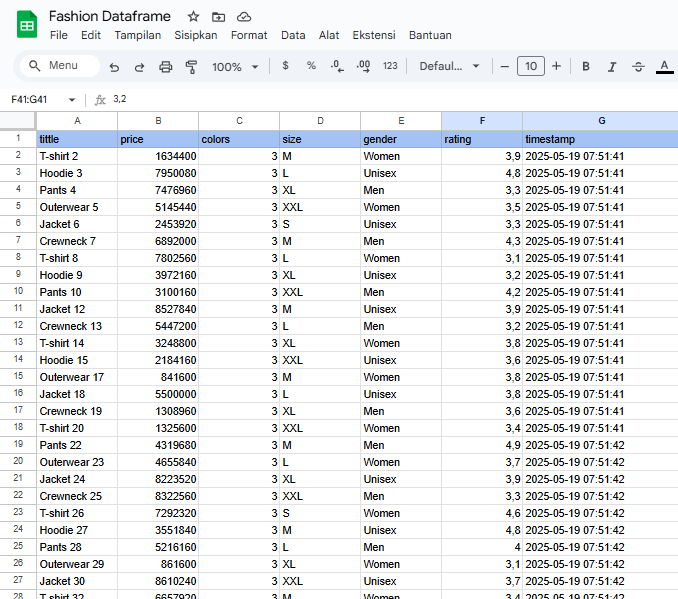 Fashion Dataframe
File Edit Tampilan Sisipkan Format Data Alat Ekstensi Bantuan
Menu 100% $ % .0 .00 123 Defaul... 10 B I S A
F41:G41 fx 3,2
A B C D E F G
1 tittle price colors size gender rating timestamp
2 T-shirt 2 1634400 3 M Women 3,9 2025-05-19 07:51:41
3 Hoodie 3 7950080 3 L Unisex 4,8 2025-05-19 07:51:41
4 Pants 4 7476960 3 XL Men 3,3 2025-05-19 07:51:41
5 Outerwear 5 5145440 3 XXL Women 3,5 2025-05-19 07:51:41
6 Jacket 6 2453920 3 S Unisex 3,3 2025-05-19 07:51:41
7 Crewneck 7 6892000 3 M Men 4,3 2025-05-19 07:51:41
8 T-shirt 8 7802560 3 L Women 3,1 2025-05-19 07:51:41
9 Hoodie 9 3972160 3 XL Unisex 3,2 2025-05-19 07:51:41
10 Pants 10 3100160 3 XXL Men 4,2 2025-05-19 07:51:41
11 Jacket 12 8527840 3 M Unisex 3,9 2025-05-19 07:51:41
12 Crewneck 13 5447200 3 L Men 3,2 2025-05-19 07:51:41
13 T-shirt 14 3248800 3 XL Women 3,8 2025-05-19 07:51:41
14 Hoodie 15 2184160 3 XXL Unisex 3,6 2025-05-19 07:51:41
15 Outerwear 17 841600 3 M Women 3,8 2025-05-19 07:51:41
16 Jacket 18 5500000 3 L Unisex 3,8 2025-05-19 07:51:41
17 Crewneck 19 1308960 3 XL Men 3,6 2025-05-19 07:51:41
18 T-shirt 20 1325600 3 XXL Women 3,4 2025-05-19 07:51:41
19 Pants 22 4319680 3 M Men 4,9 2025-05-19 07:51:42
20 Outerwear 23 4655840 3 L Women 3,7 2025-05-19 07:51:42
21 Jacket 24 8223520 3 XL Unisex 3,9 2025-05-19 07:51:42
22 Crewneck 25 8322560 3 XXL Men 3,3 2025-05-19 07:51:42
23 T-shirt 26 7292320 3 S Women 4,6 2025-05-19 07:51:42
24 Hoodie 27 3551840 3 M Unisex 4,8 2025-05-19 07:51:42
25 Pants 28 5216160 3 L Men 4 2025-05-19 07:51:42
26 Outerwear 29 861600 3 XL Women 3,1 2025-05-19 07:51:42
27 Jacket 30 8610240 3 XXL Unisex 3,7 2025-05-19 07:51:42
28 T-shirt 32 6657920 3 M Women 3,4 2025-05-19 07:51:42